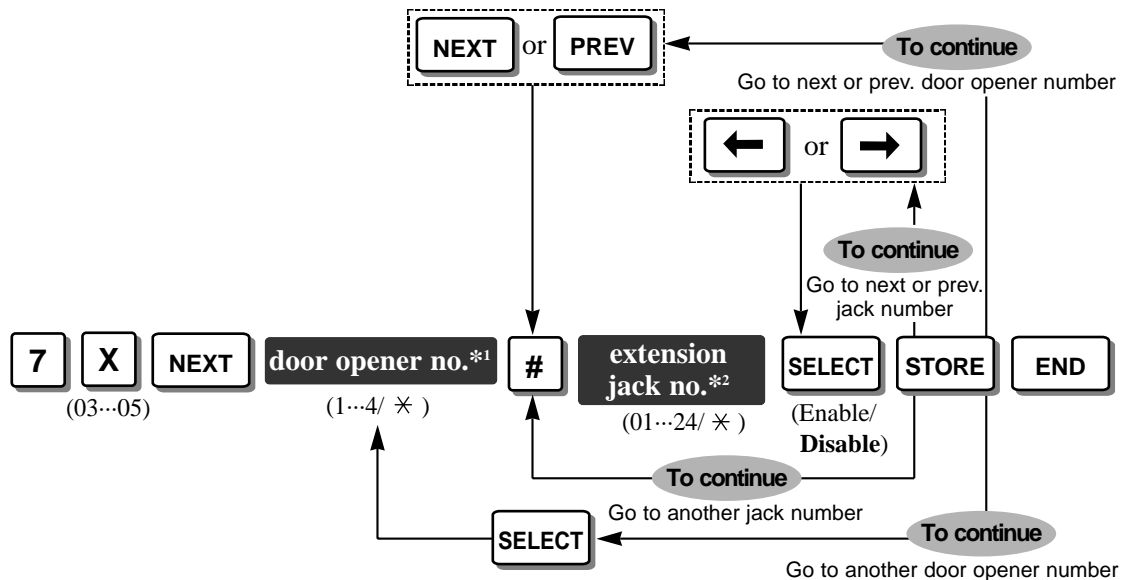 NEXT or PREV
To continue
Go to next or prev. door opener number
← or →
To continue
Go to next or prev.
jack number
7 X NEXT door opener no.*1 # extension
jack no.*2 SELECT STORE END
(03···05)
(1···4/ ✳ )
(01···24/ ✳ )
(Enable/
Disable)
To continue
Go to another jack number
SELECT
To continue
Go to another door opener number